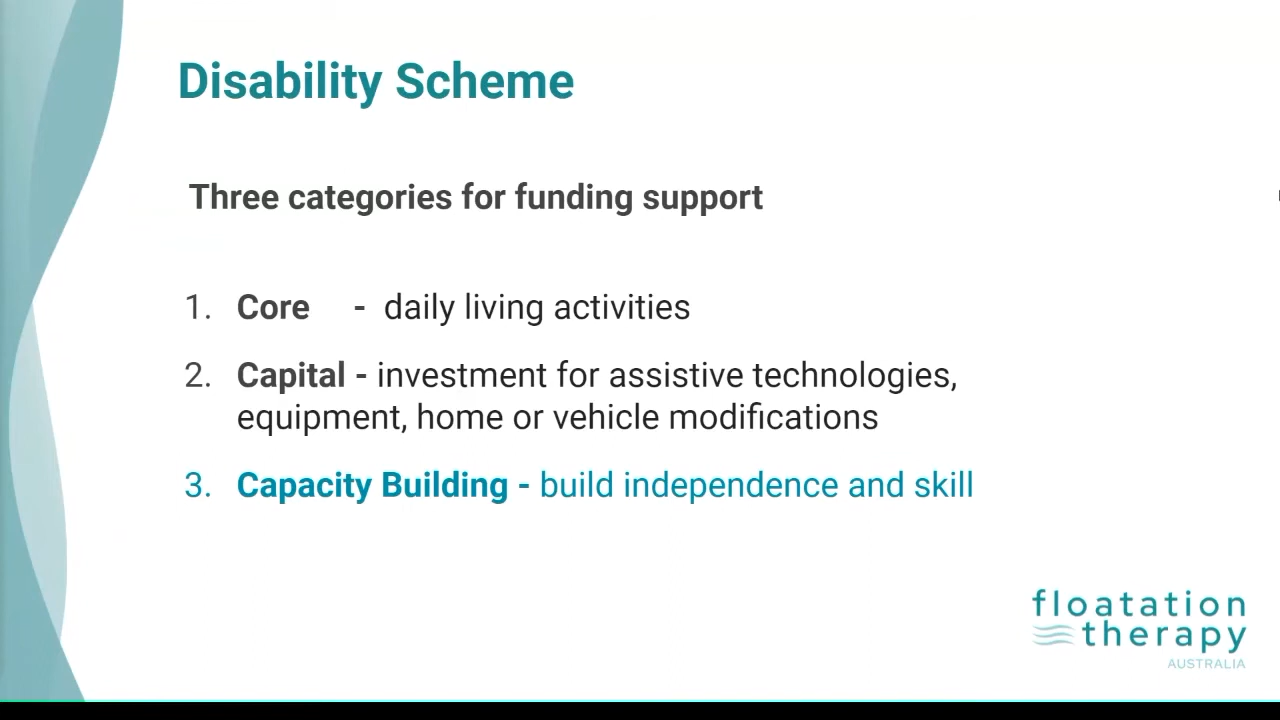 Disability Scheme
Three categories for funding support
1. Core - daily living activities
2. Capital - investment for assistive technologies,
equipment, home or vehicle modifications
3. Capacity Building - build independence and skill
floatation
therapy
AUSTRALIA